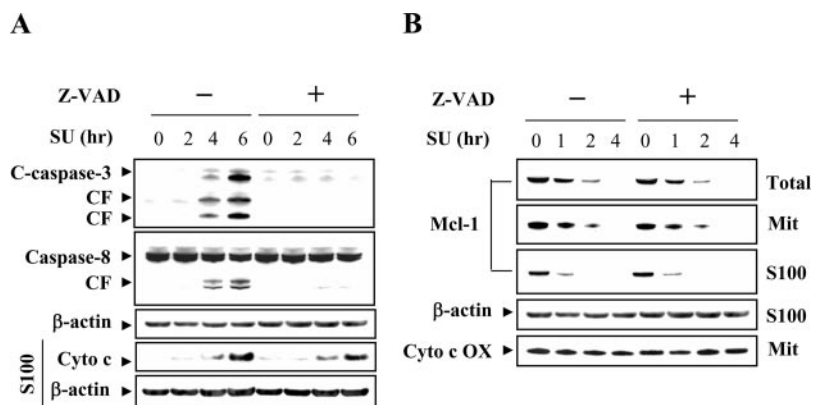 A
Z-VAD − +
SU (hr) 0 2 4 6 0 2 4 6
C-caspase-3
CF
CF
Caspase-8
CF
β-actin
S100
Cyto c
β-actin
B
Z-VAD − +
SU (hr) 0 1 2 4 0 1 2 4
Total
Mcl-1 Mit
S100
β-actin S100
Cyto c OX Mit